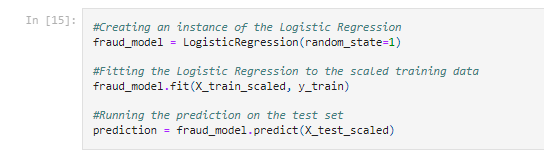 In [15]:
#Creating an instance of the Logistic Regression
fraud_model = LogisticRegression(random_state=1)
#Fitting the Logistic Regression to the scaled training data
fraud_model.fit(X_train_scaled, y_train)
#Running the prediction on the test set
prediction = fraud_model.predict(X_test_scaled)